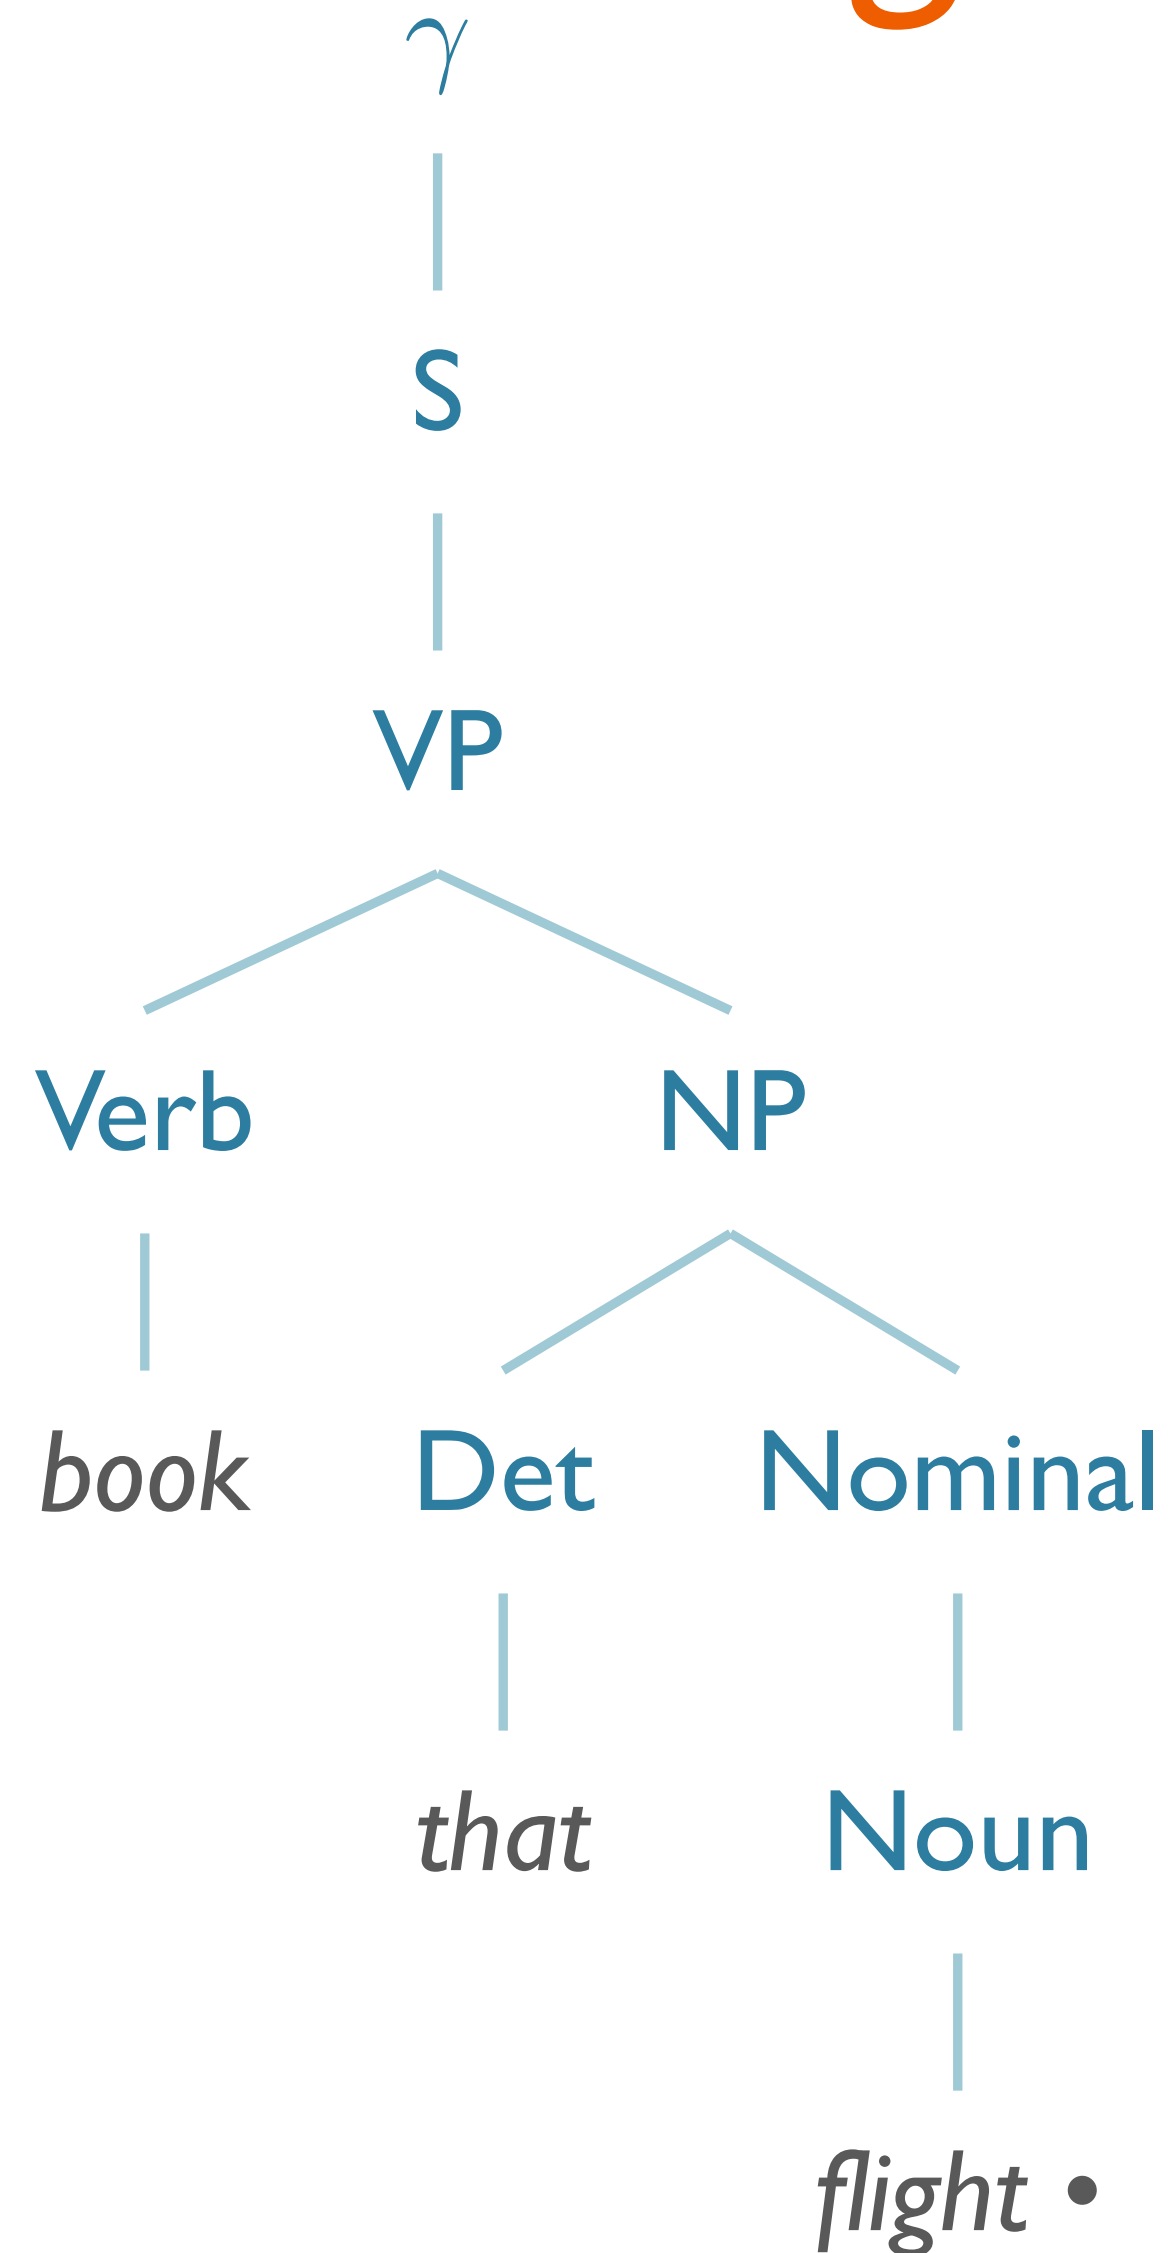 γ
S
VP
Verb NP
book Det Nominal
that Noun
flight •